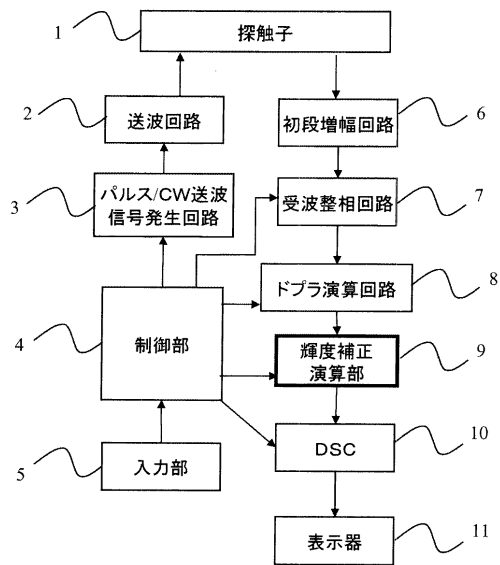 1
探触子
2
送波回路
初段増幅回路
6
3
パルス/CW送波
信号発生回路
受波整相回路
7
ドプラ演算回路
8
4
制御部
輝度補正
演算部
9
5
入力部
DSC
10
表示器
11